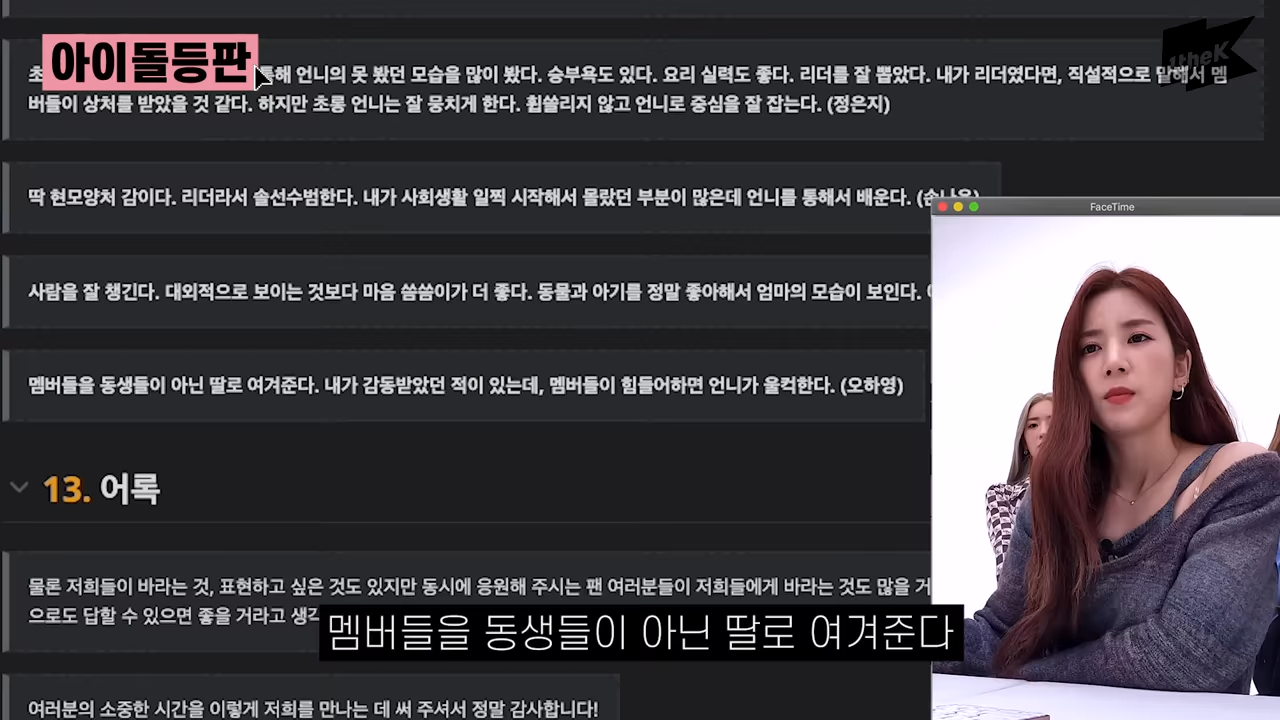 아이돌등판
1theK
초
통해 언니의 못 봤던 모습을 많이 봤다. 승부욕도 있다. 요리 실력도 좋다. 리더를 잘 뽑았다. 내가 리더였다면, 직설적으로 말해서 멤
버들이 상처를 받았을 것 같다. 하지만 초롱 언니는 잘 뭉치게 한다. 휩쓸리지 않고 언니로 중심을 잘 잡는다. (정은지)
딱 현모양처 감이다. 리더라서 솔선수범한다. 내가 사회생활 일찍 시작해서 몰랐던 부분이 많은데 언니를 통해서 배운다. (손나은)
FaceTime
사람을 잘 챙긴다. 대외적으로 보이는 것보다 마음 씀씀이가 더 좋다. 동물과 아기를 정말 좋아해서 엄마의 모습이 보인다.
멤버들을 동생들이 아닌 딸로 여겨준다. 내가 감동받았던 적이 있는데, 멤버들이 힘들어하면 언니가 울컥한다. (오하영)
13. 어록
물론 저희들이 바라는 것, 표현하고 싶은 것도 있지만 동시에 응원해 주시는 팬 여러분들이 저희들에게 바라는 것도 많을 거
으로도 답할 수 있으면 좋을 거라고 생각
멤버들을 동생들이 아닌 딸로 여겨준다
여러분의 소중한 시간을 이렇게 저희를 만나는 데 써 주셔서 정말 감사합니다!